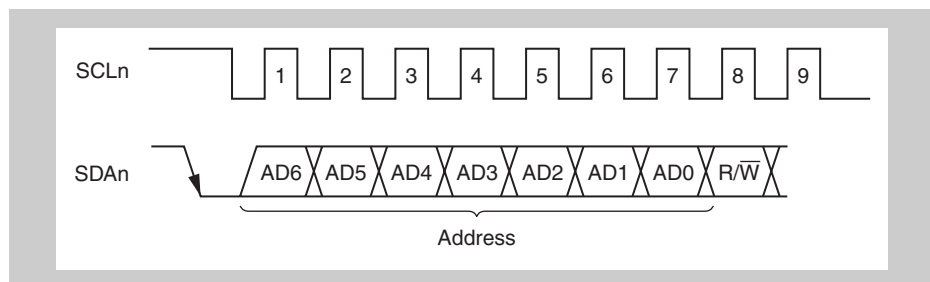 SCLn 1 2 3 4 5 6 7 8 9
SDAn AD6 AD5 AD4 AD3 AD2 AD1 AD0 R/W̅
Address